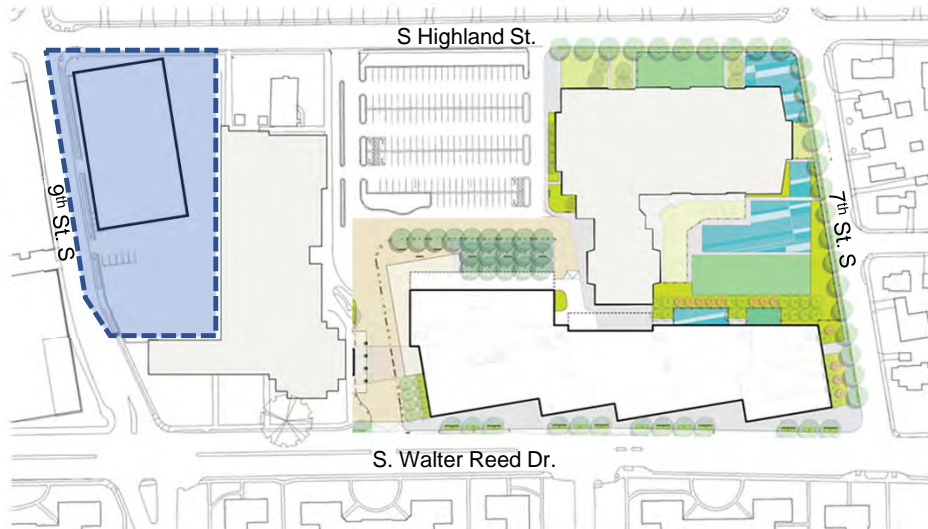 S Highland St.
9th St. S
7th St. S
S. Walter Reed Dr.